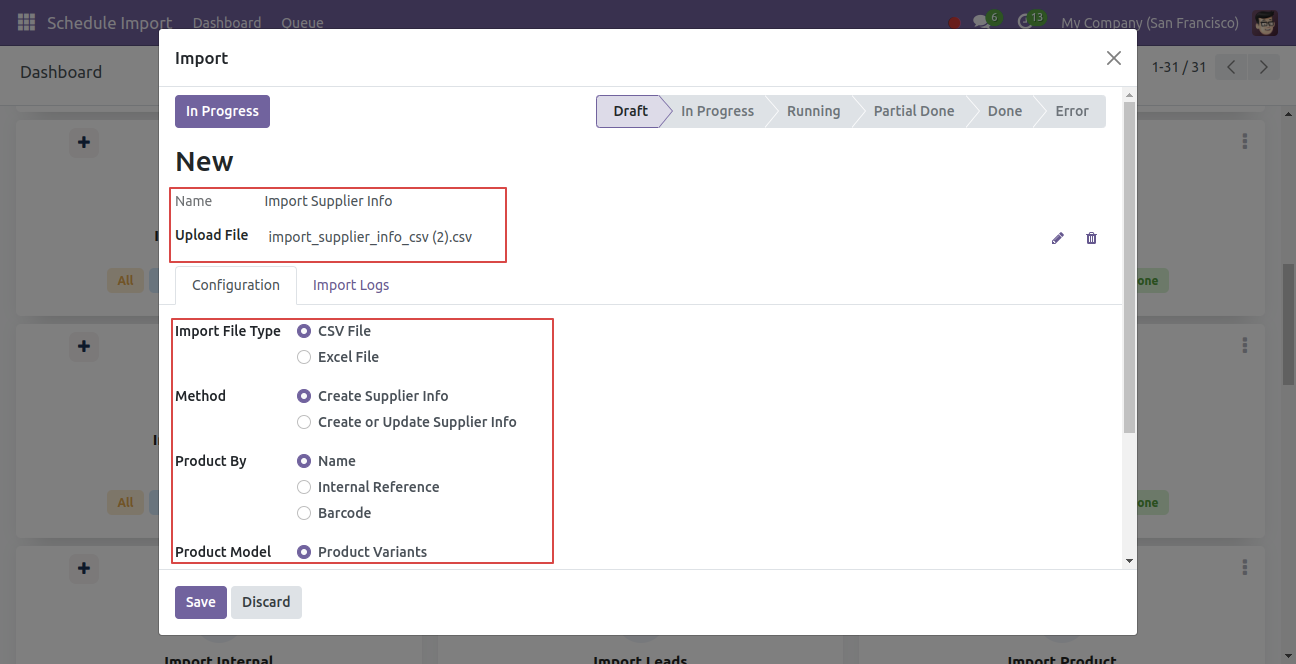 Schedule Import Dashboard Queue 6 13 My Company (San Francisco)
Dashboard 1-31 / 31
Import
In Progress Draft In Progress Running Partial Done Done Error
New
Name Import Supplier Info
Upload File import_supplier_info_csv (2).csv
Configuration Import Logs
All one
Import File Type CSV File
Excel File
Method Create Supplier Info
Create or Update Supplier Info
Product By Name
Internal Reference
All one
Barcode
Product Model Product Variants
Save Discard
Import Internal Import Leads Import Product